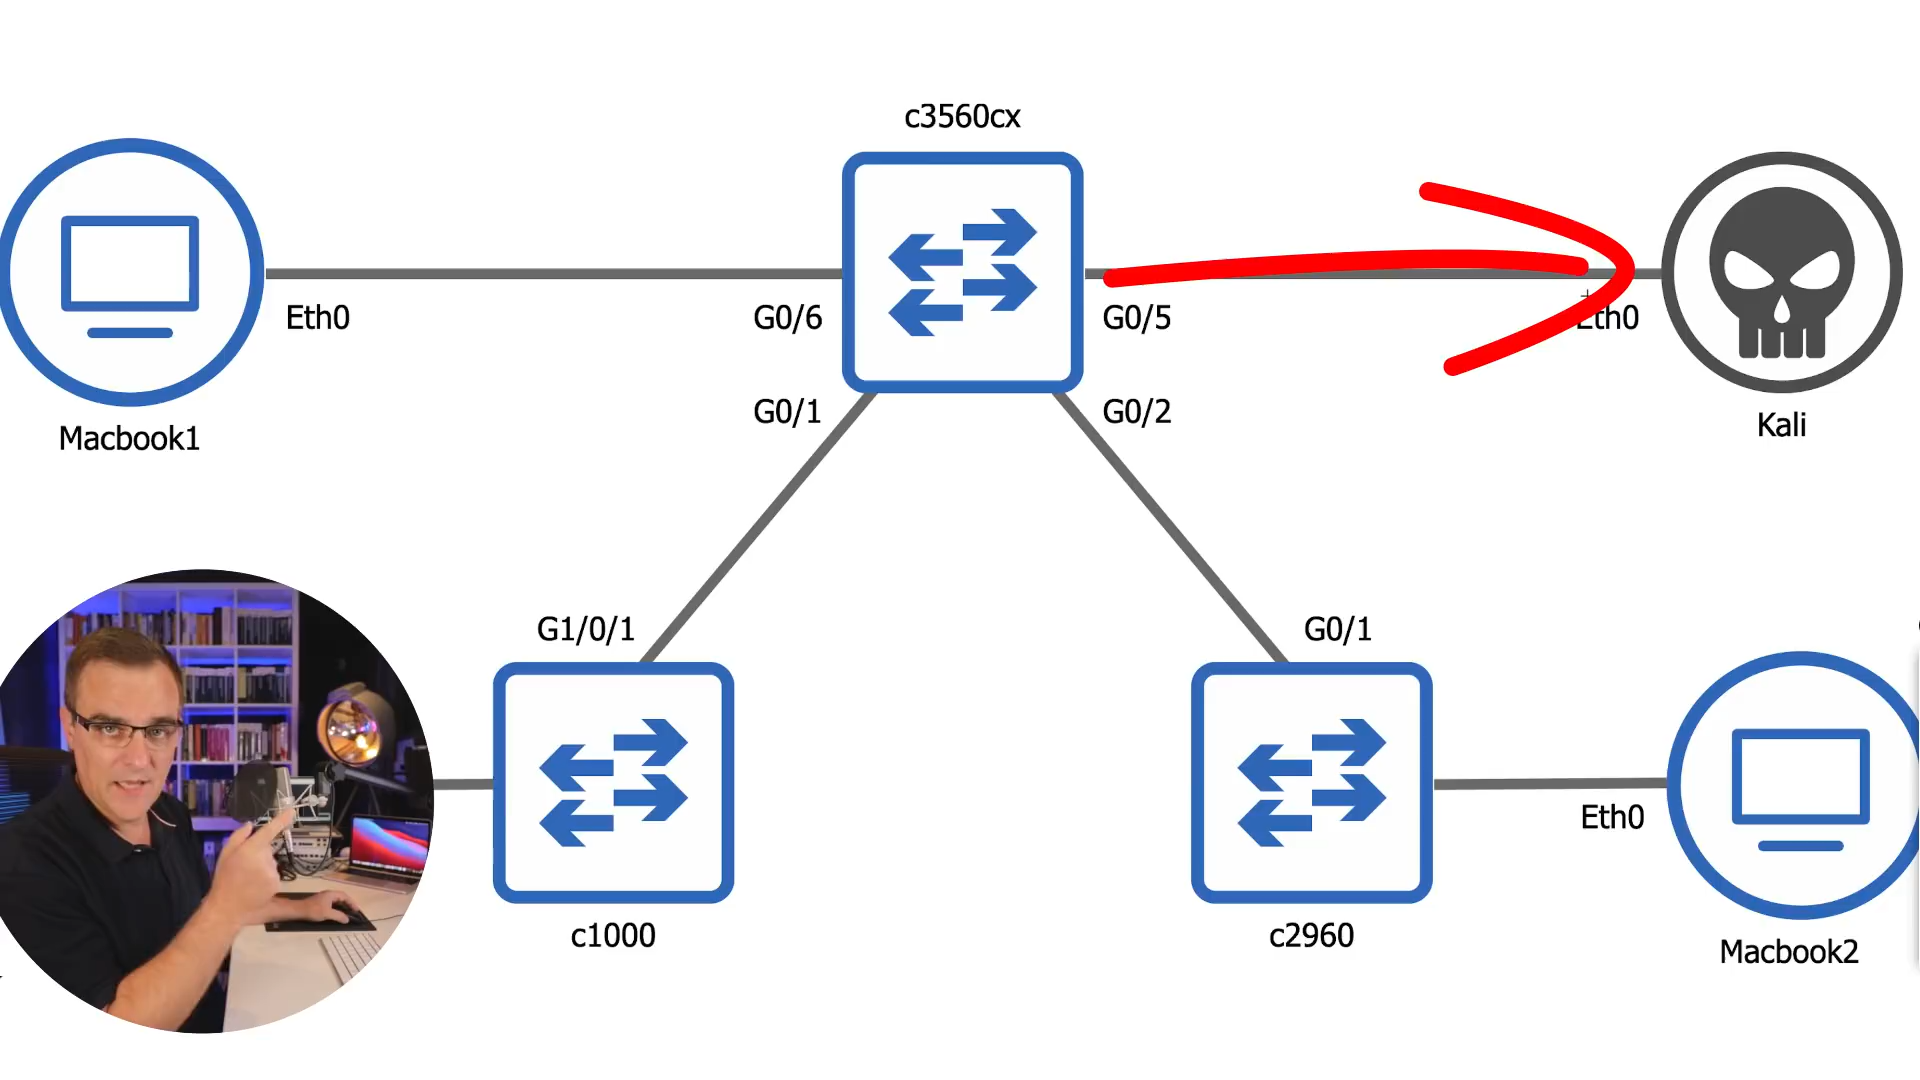 c3560cx
Eth0
G0/6
G0/5
Eth0
Macbook1
G0/1
G0/2
Kali
G1/0/1
G0/1
Eth0
c1000
c2960
Macbook2